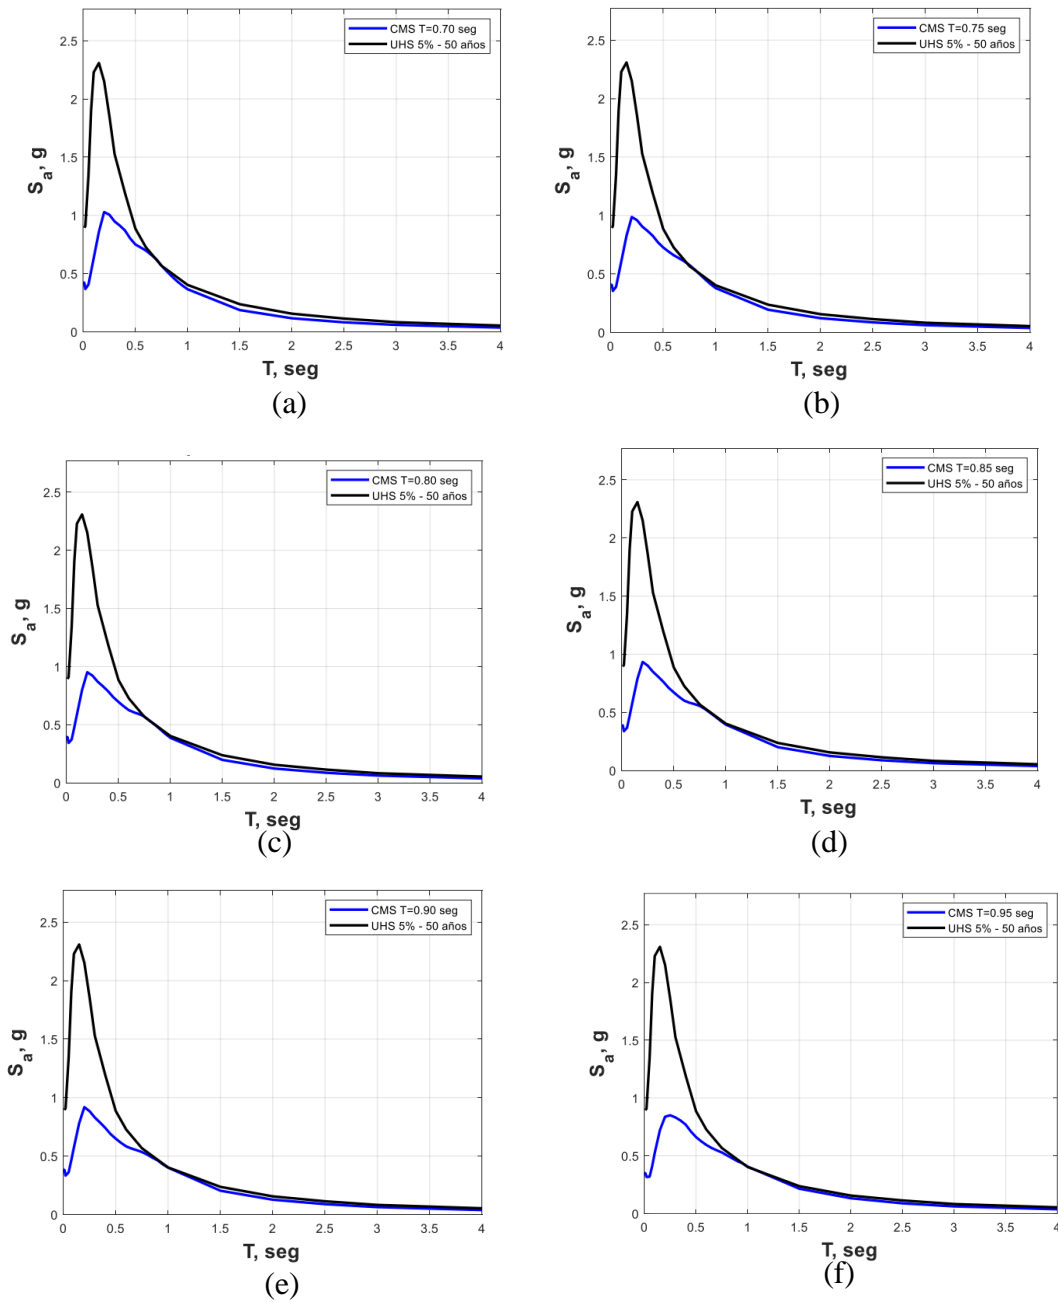 CMS T=0.70 seg
UHS 5% - 50 años
2.5
2
1.5
1
0.5
0
Sa, g
0 0.5 1 1.5 2 2.5 3 3.5 4
T, seg
(a)
CMS T=0.75 seg
UHS 5% - 50 años
2.5
2
1.5
1
0.5
0
Sa, g
0 0.5 1 1.5 2 2.5 3 3.5 4
T, seg
(b)
CMS T=0.80 seg
UHS 5% - 50 años
2.5
2
1.5
1
0.5
0
Sa, g
0 0.5 1 1.5 2 2.5 3 3.5 4
T, seg
(c)
CMS T=0.85 seg
UHS 5% - 50 años
2.5
2
1.5
1
0.5
0
Sa, g
0 0.5 1 1.5 2 2.5 3 3.5 4
T, seg
(d)
CMS T=0.90 seg
UHS 5% - 50 años
2.5
2
1.5
1
0.5
0
Sa, g
0 0.5 1 1.5 2 2.5 3 3.5 4
T, seg
(e)
CMS T=0.95 seg
UHS 5% - 50 años
2.5
2
1.5
1
0.5
0
Sa, g
0 0.5 1 1.5 2 2.5 3 3.5 4
T, seg
(f)